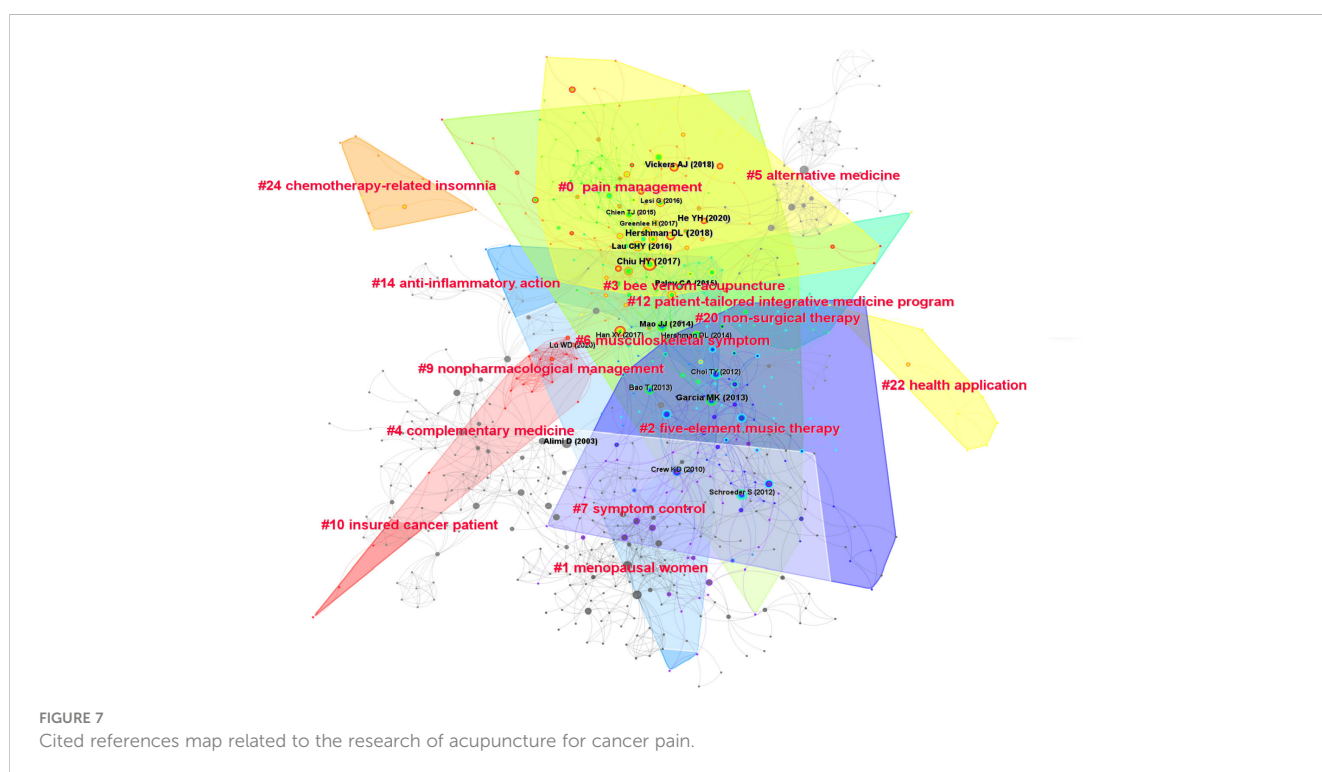 Vickers AJ (2018)
#5 alternative medicine
#24 chemotherapy-related insomnia
#0 pain management
Lesi G (2016)
Chien TJ (2015)
He YH (2020)
Greenlee H (2017)
Hershman DL (2018)
Lau CHY (2016)
Chiu HY (2017)
#14 anti-inflammatory action
#3 bee venom acupuncture
#12 patient-tailored integrative medicine program
#20 non-surgical therapy
Mao JJ (2014)
Han XY (2017)
Hershman DL (2014)
#6 musculoskeletal symptom
Lu WD (2020)
#9 nonpharmacological management
Choi TY (2012)
#22 health application
Bao T (2013)
Garcia MK (2013)
#4 complementary medicine
#2 five-element music therapy
Alimi D (2003)
Crew KD (2010)
Schroeder S (2012)
#7 symptom control
#10 insured cancer patient
#1 menopausal women
FIGURE 7
Cited references map related to the research of acupuncture for cancer pain.